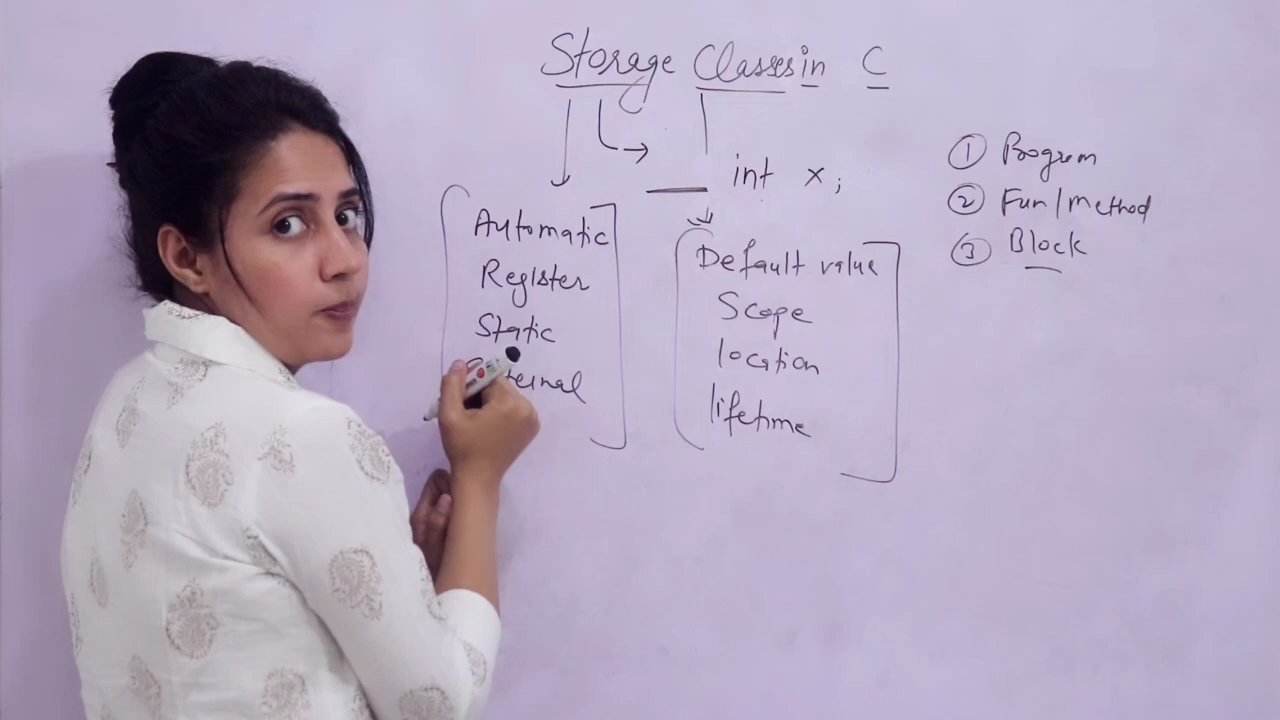 Storage Classes in C
int x;
Automatic
Register
Static
Default value
Scope
location
lifetime
① Program
② Fun/method
③ Block